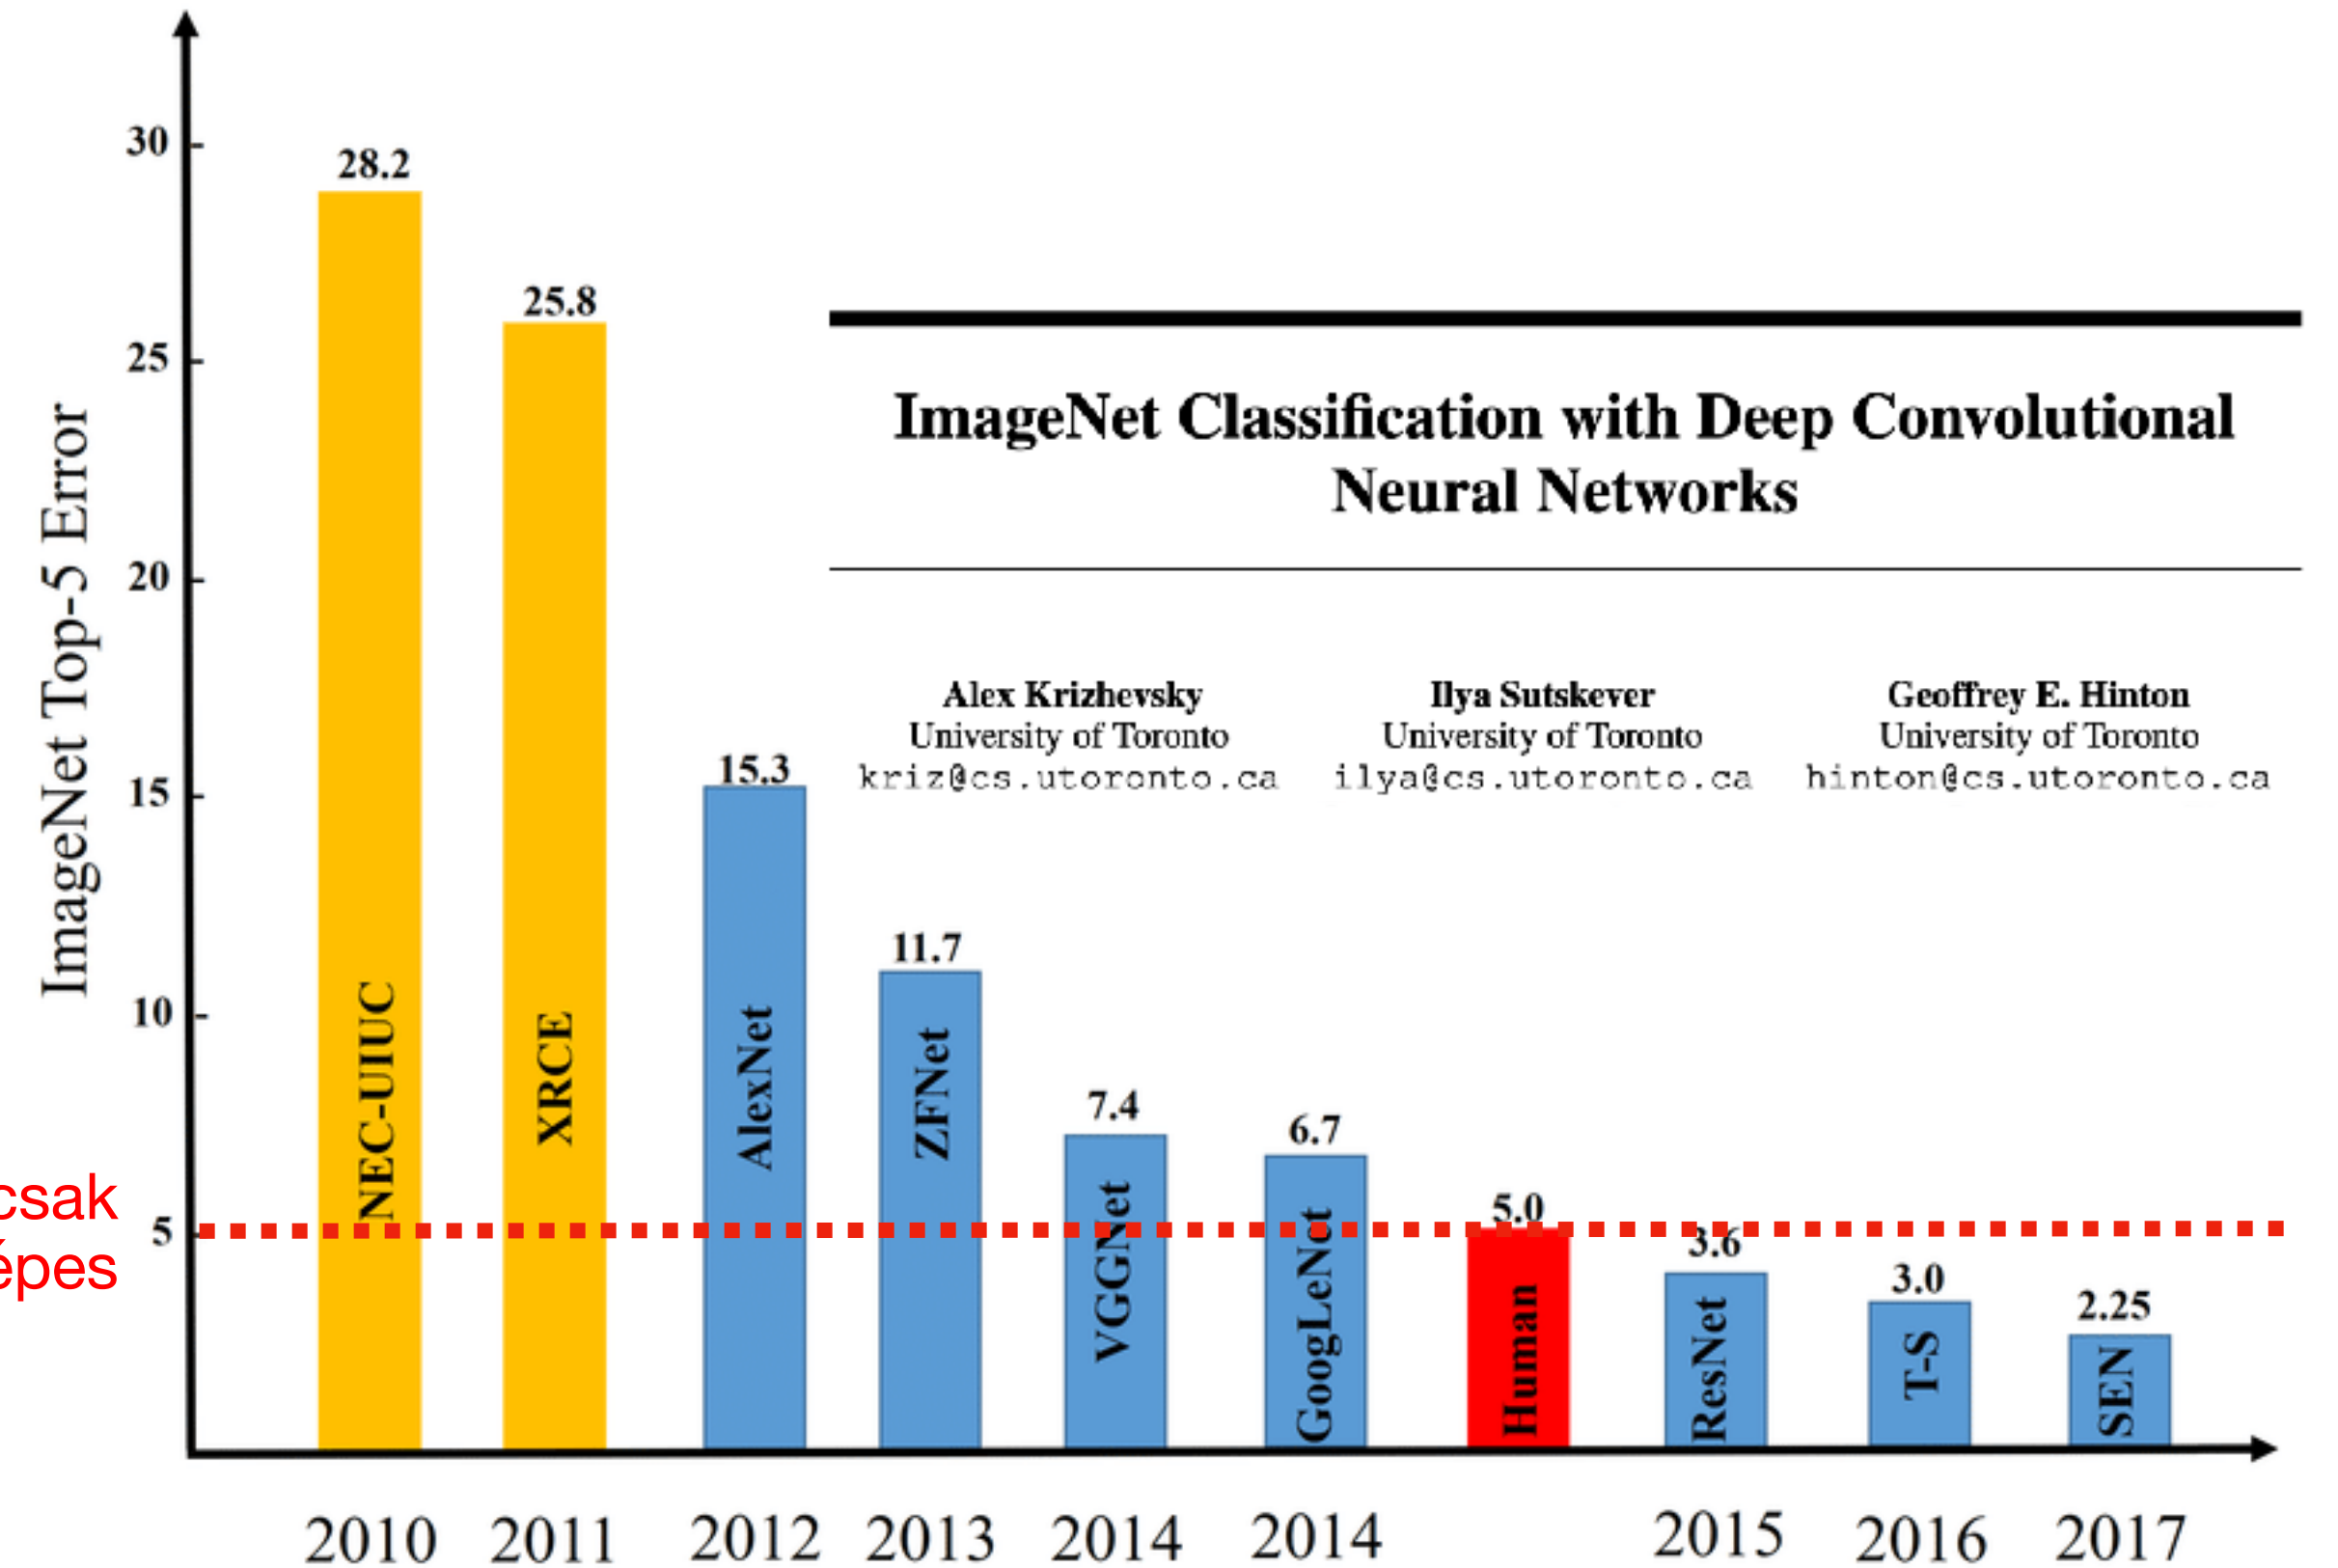 ImageNet Top-5 Error
30
25
20
15
10
5
28.2
25.8
15.3
11.7
7.4
6.7
5.0
3.6
3.0
2.25
NEC-UIUC
XRCE
AlexNet
ZFNet
VGGNet
GoogLeNet
Human
ResNet
T-S
SEN
2010
2011
2012
2013
2014
2014
2015
2016
2017
ImageNet Classification with Deep Convolutional
Neural Networks
Alex Krizhevsky
University of Toronto
kriz@cs.utoronto.ca
Ilya Sutskever
University of Toronto
ilya@cs.utoronto.ca
Geoffrey E. Hinton
University of Toronto
hinton@cs.utoronto.ca
csak